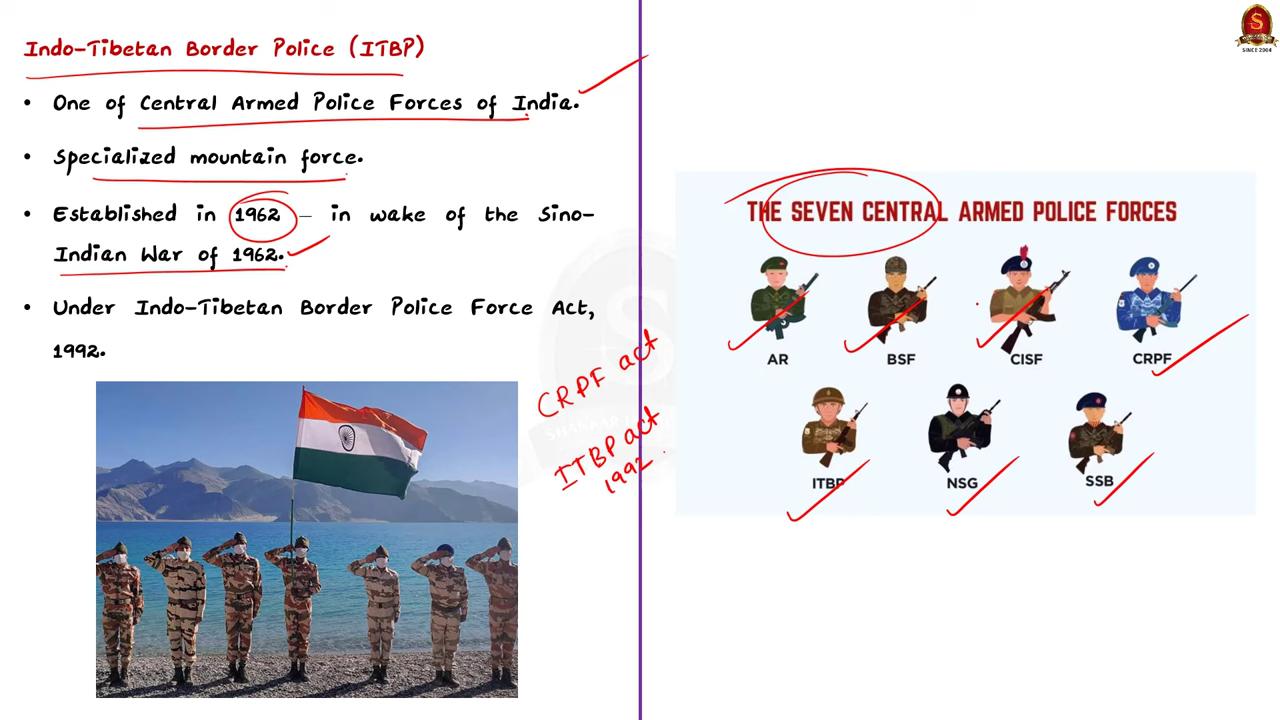 Indo-Tibetan Border Police (ITBP)
• One of Central Armed Police Forces of India.
• Specialized mountain force.
• Established in 1962 – in wake of the Sino-
Indian War of 1962.
• Under Indo-Tibetan Border Police Force Act,
1992.
CRPF act
ITBP act
1992.
THE SEVEN CENTRAL ARMED POLICE FORCES
AR BSF CISF CRPF
ITBP NSG SSB
S
SINCE 2004